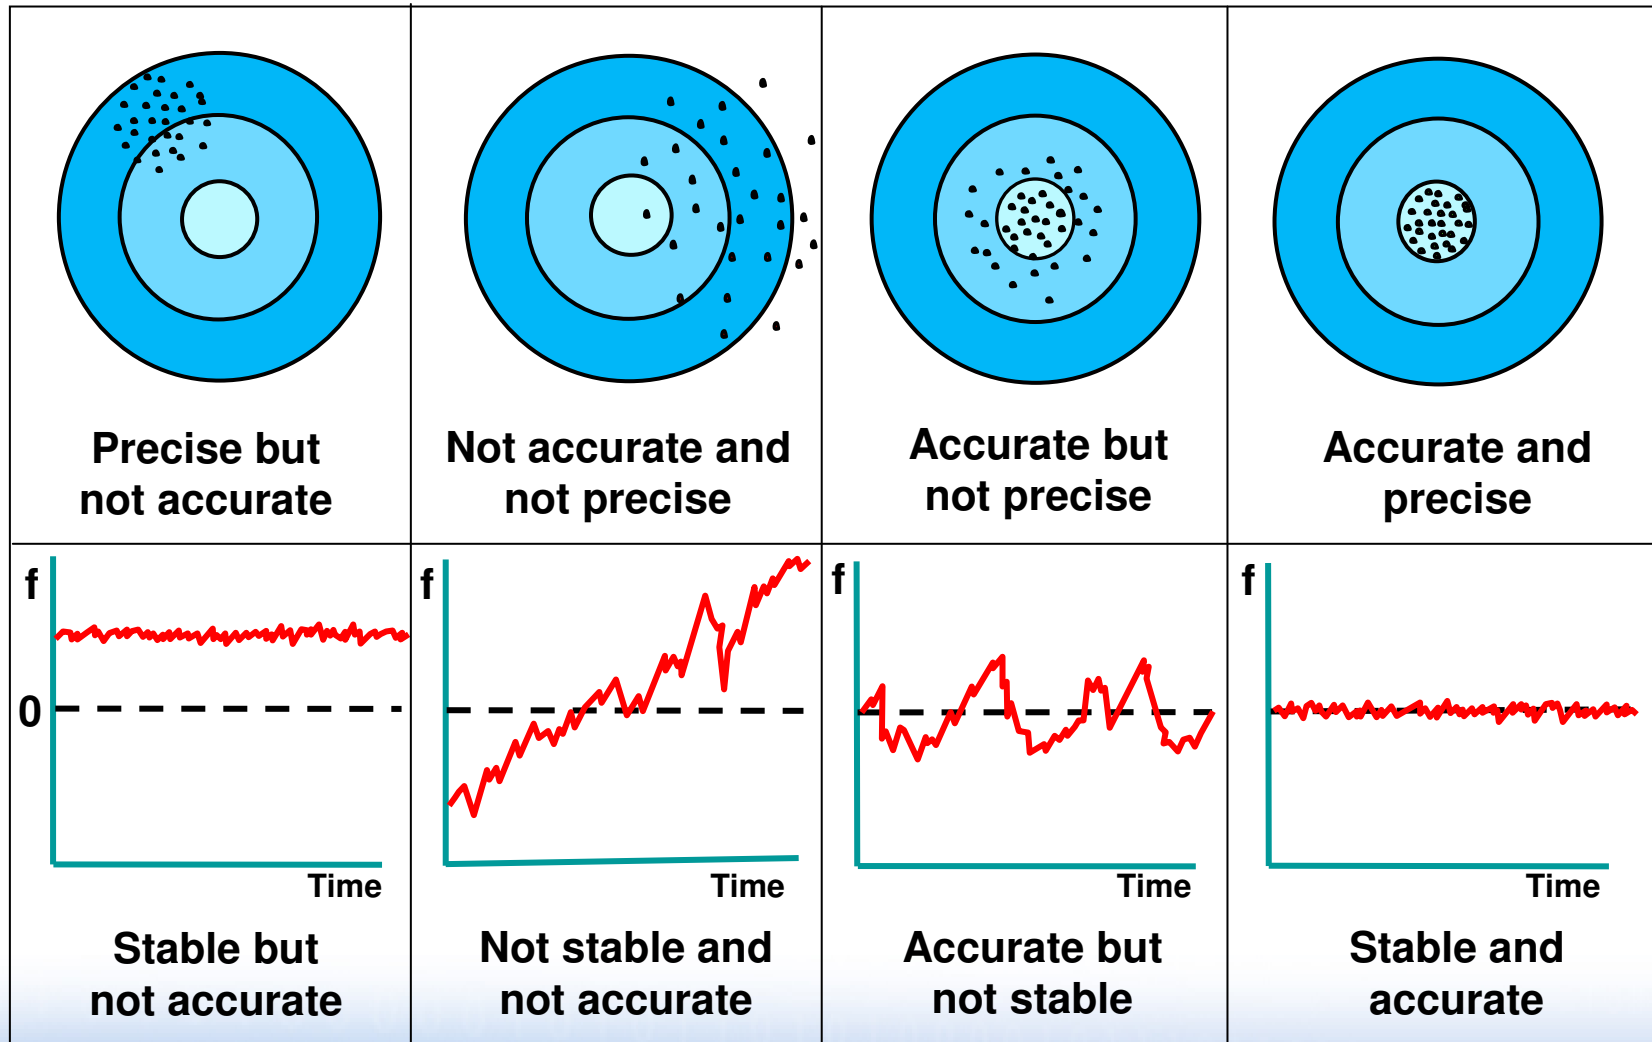 Precise but
not accurate
Not accurate and
not precise
Accurate but
not precise
Accurate and
precise
f
0
Time
f
Time
f
Time
f
Time
Stable but
not accurate
Not stable and
not accurate
Accurate but
not stable
Stable and
accurate